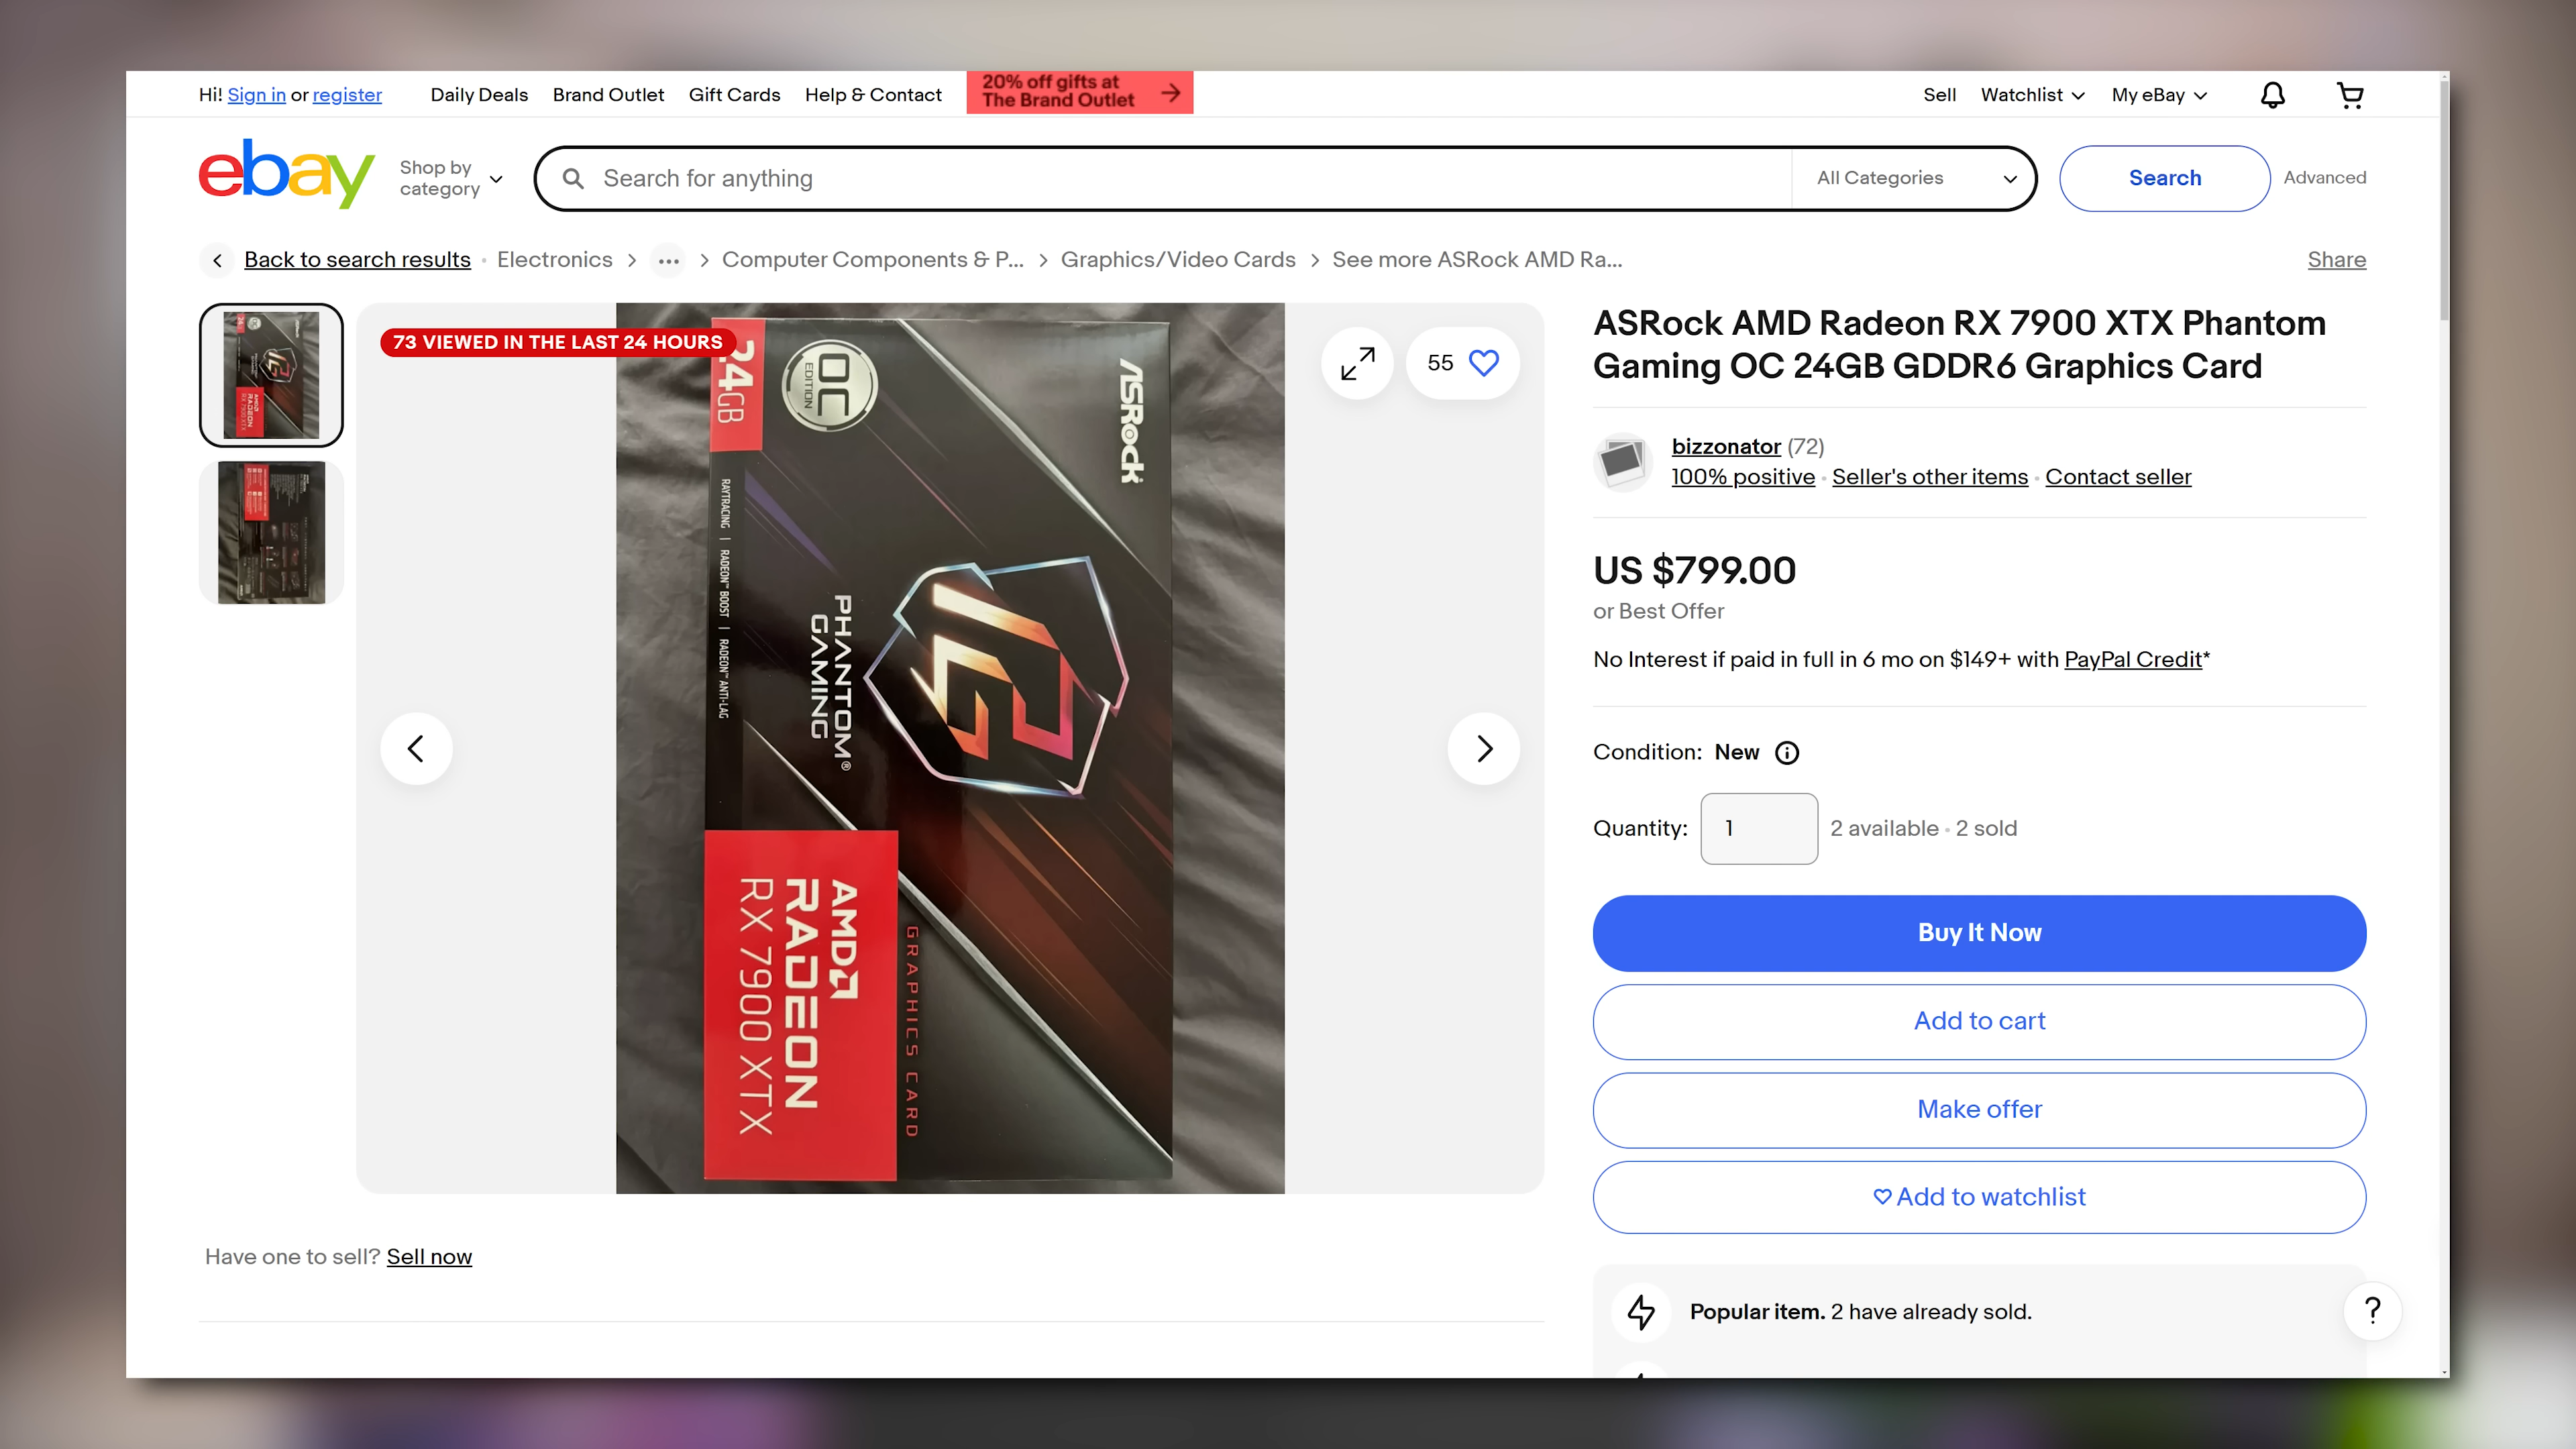 Hi! Sign in or register
Daily Deals
Brand Outlet
Gift Cards
Help & Contact
20% off gifts at
The Brand Outlet
Sell
Watchlist
My eBay
ebay
Shop by
category
Search for anything
All Categories
Search
Advanced
Back to search results
Electronics
...
Computer Components & P...
Graphics/Video Cards
See more ASRock AMD Ra...
Share
73 VIEWED IN THE LAST 24 HOURS
55
24GB
OC
EDITION
ASRock
RAYTRACING | RADEON™ BOOST | RADEON™ ANTI-LAG
PHANTOM®
GAMING
AMD
RADEON
RX 7900 XTX
GRAPHICS CARD
Have one to sell? Sell now
ASRock AMD Radeon RX 7900 XTX Phantom
Gaming OC 24GB GDDR6 Graphics Card
bizzonator (72)
100% positive • Seller's other items • Contact seller
US $799.00
or Best Offer
No Interest if paid in full in 6 mo on $149+ with PayPal Credit*
Condition: New
Quantity: 1 2 available • 2 sold
Buy It Now
Add to cart
Make offer
Add to watchlist
Popular item. 2 have already sold.
?